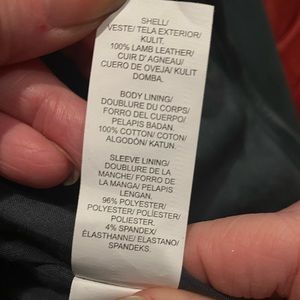 SHELL/
VESTE/ TELA EXTERIOR/
KULIT.
100% LAMB LEATHER/
CUIR D' AGNEAU/
CUERO DE OVEJA/ KULIT
DOMBA.
BODY LINING/
DOUBLURE DU CORPS/
FORRO DEL CUERPO/
PELAPIS BADAN.
100% COTTON/ COTON/
ALGODÓN/ KATUN.
SLEEVE LINING/
DOUBLURE DE LA
MANCHE/ FORRO DE
LA MANGA/ PELAPIS
LENGAN.
96% POLYESTER/
POLYESTER/ POLIÉSTER/
POLIESTER.
4% SPANDEX/
ÉLASTHANNE/ ELASTANO/
SPANDEKS.